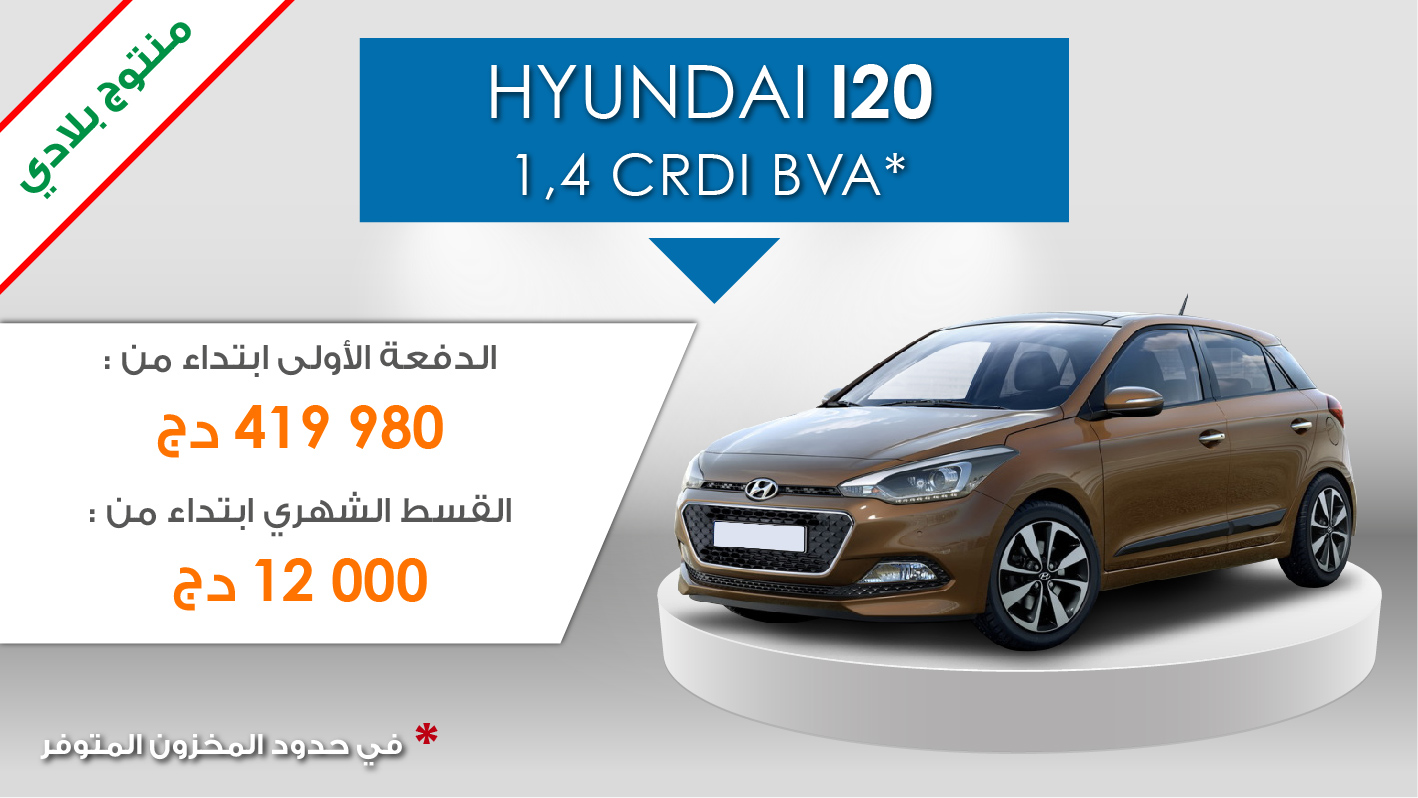 منتوج بلادي
HYUNDAI I20
1,4 CRDI BVA*
الدفعة الأولى ابتداء من :
419 980 دج
القسط الشهري ابتداء من :
12 000 دج
* في حدود المخزون المتوفر